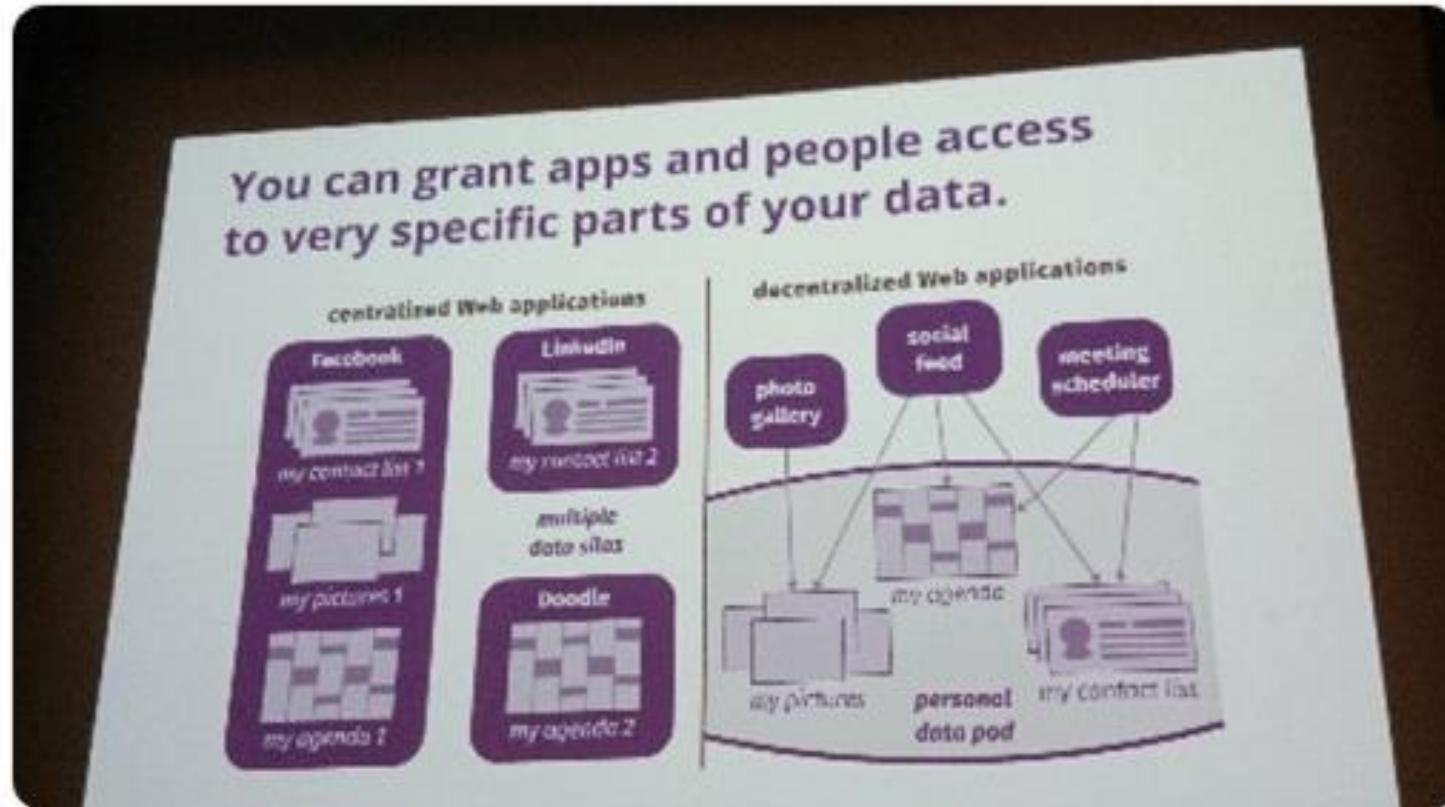 You can grant apps and people access
to very specific parts of your data.
centralized Web applications
Facebook
my contact list 1
my pictures 1
my agenda 1
LinkedIn
my contact list 2
multiple
data silos
Doodle
my agenda 2
decentralized Web applications
photo
gallery
social
feed
meeting
scheduler
my agenda
my pictures
my contact list
personal
data pod